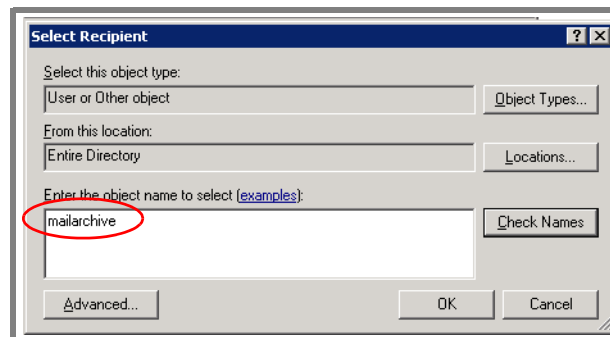 Select Recipient
Select this object type:
User or Other object
Object Types...
From this location:
Entire Directory
Locations...
Enter the object name to select (examples):
mailarchive
Check Names
Advanced...
OK
Cancel